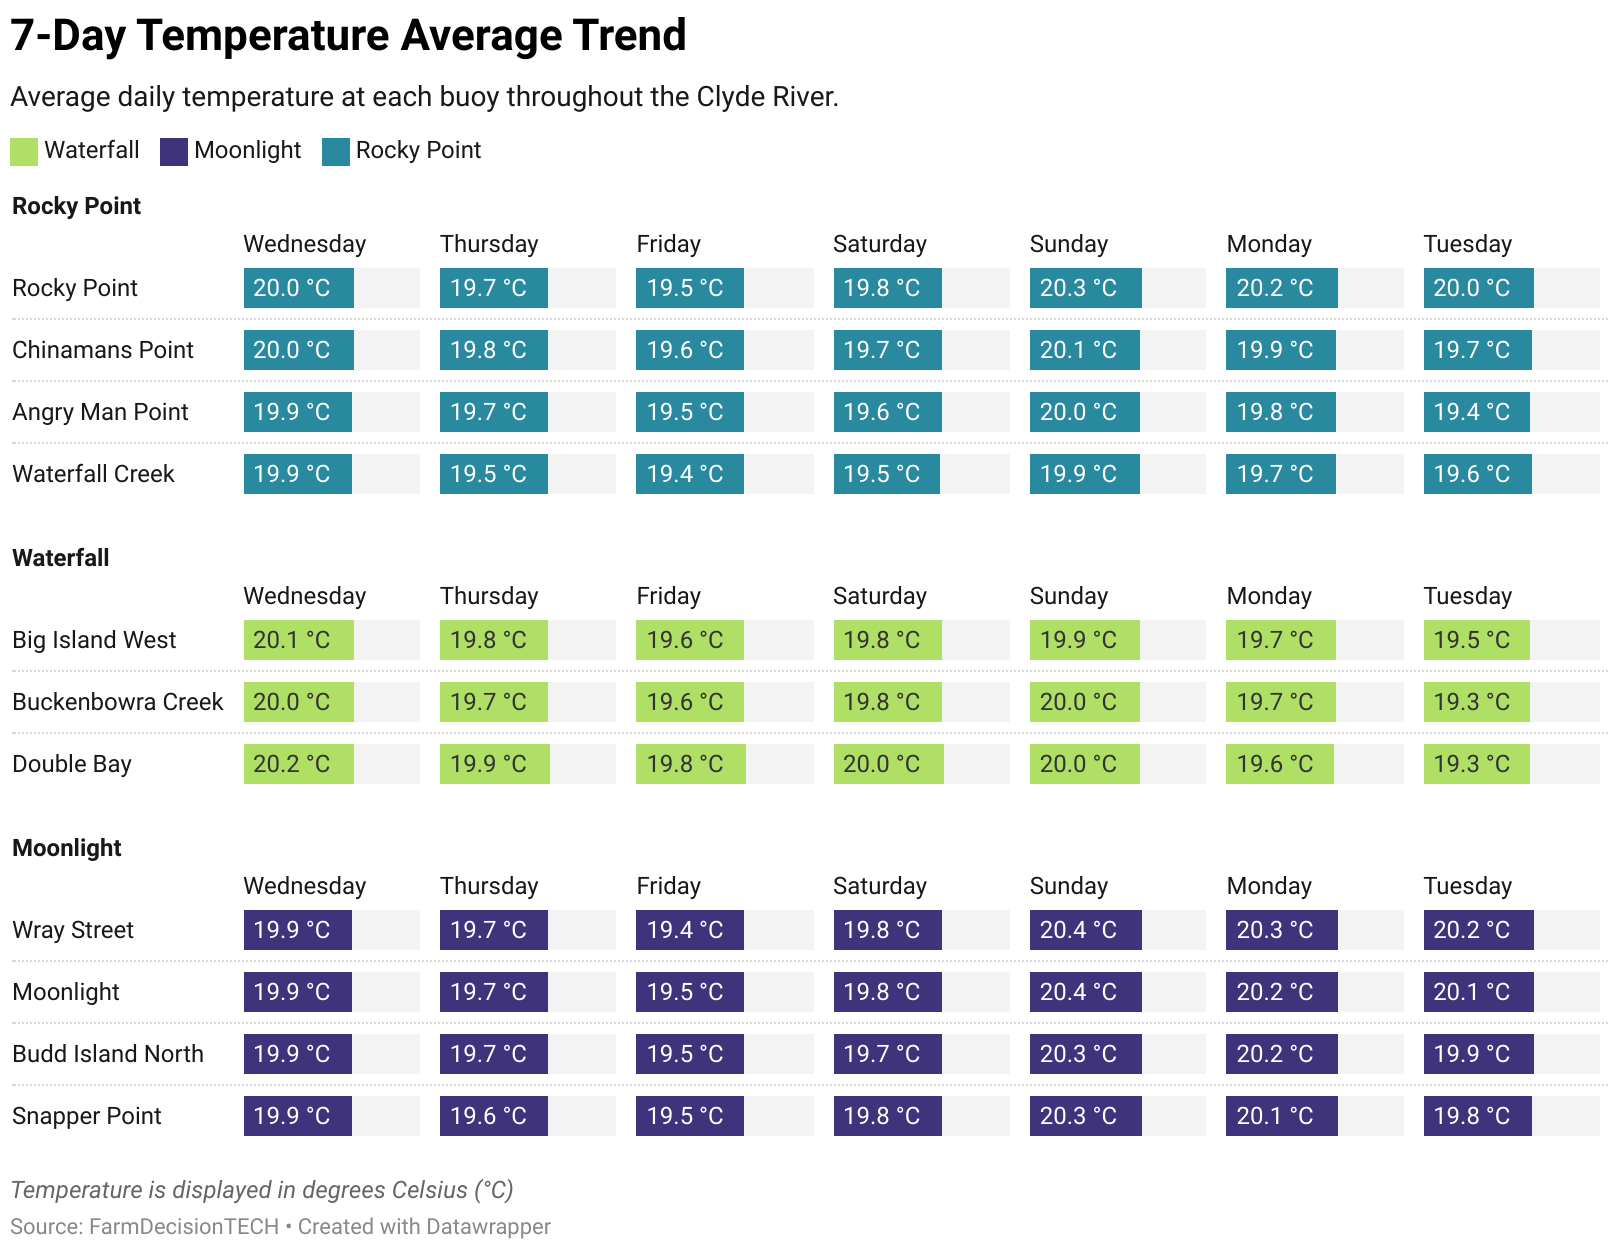 7-Day Temperature Average Trend
Average daily temperature at each buoy throughout the Clyde River.
Waterfall Moonlight Rocky Point
Rocky Point
Wednesday Thursday Friday Saturday Sunday Monday Tuesday
Rocky Point 20.0 °C 19.7 °C 19.5 °C 19.8 °C 20.3 °C 20.2 °C 20.0 °C
Chinamans Point 20.0 °C 19.8 °C 19.6 °C 19.7 °C 20.1 °C 19.9 °C 19.7 °C
Angry Man Point 19.9 °C 19.7 °C 19.5 °C 19.6 °C 20.0 °C 19.8 °C 19.4 °C
Waterfall Creek 19.9 °C 19.5 °C 19.4 °C 19.5 °C 19.9 °C 19.7 °C 19.6 °C
Waterfall
Wednesday Thursday Friday Saturday Sunday Monday Tuesday
Big Island West 20.1 °C 19.8 °C 19.6 °C 19.8 °C 19.9 °C 19.7 °C 19.5 °C
Buckenbowra Creek 20.0 °C 19.7 °C 19.6 °C 19.8 °C 20.0 °C 19.7 °C 19.3 °C
Double Bay 20.2 °C 19.9 °C 19.8 °C 20.0 °C 20.0 °C 19.6 °C 19.3 °C
Moonlight
Wednesday Thursday Friday Saturday Sunday Monday Tuesday
Wray Street 19.9 °C 19.7 °C 19.4 °C 19.8 °C 20.4 °C 20.3 °C 20.2 °C
Moonlight 19.9 °C 19.7 °C 19.5 °C 19.8 °C 20.4 °C 20.2 °C 20.1 °C
Budd Island North 19.9 °C 19.7 °C 19.5 °C 19.7 °C 20.3 °C 20.2 °C 19.9 °C
Snapper Point 19.9 °C 19.6 °C 19.5 °C 19.8 °C 20.3 °C 20.1 °C 19.8 °C
Temperature is displayed in degrees Celsius (°C)
Source: FarmDecisionTECH • Created with Datawrapper